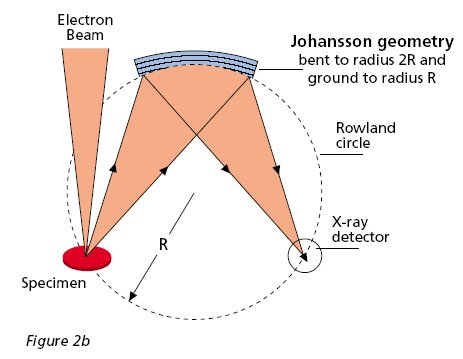 Electron
Beam
Johansson geometry
bent to radius 2R and
ground to radius R
Rowland
circle
X-ray
detector
R
Specimen
Figure 2b